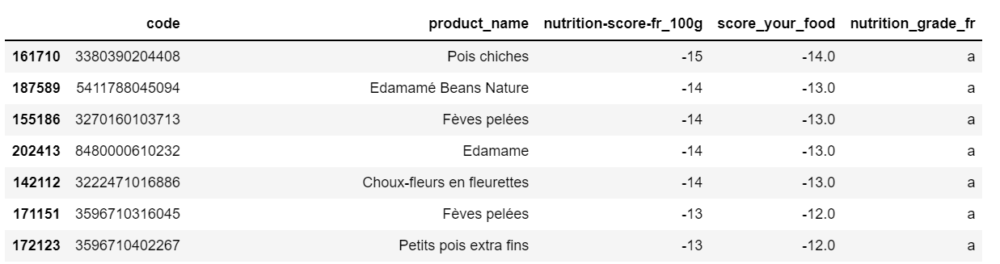 code product_name nutrition-score-fr_100g score_your_food nutrition_grade_fr
161710 3380390204408 Pois chiches -15 -14.0 a
187589 5411788045094 Edamamé Beans Nature -14 -13.0 a
155186 3270160103713 Fèves pelées -14 -13.0 a
202413 8480000610232 Edamame -14 -13.0 a
142112 3222471016886 Choux-fleurs en fleurettes -14 -13.0 a
171151 3596710316045 Fèves pelées -13 -12.0 a
172123 3596710402267 Petits pois extra fins -13 -12.0 a